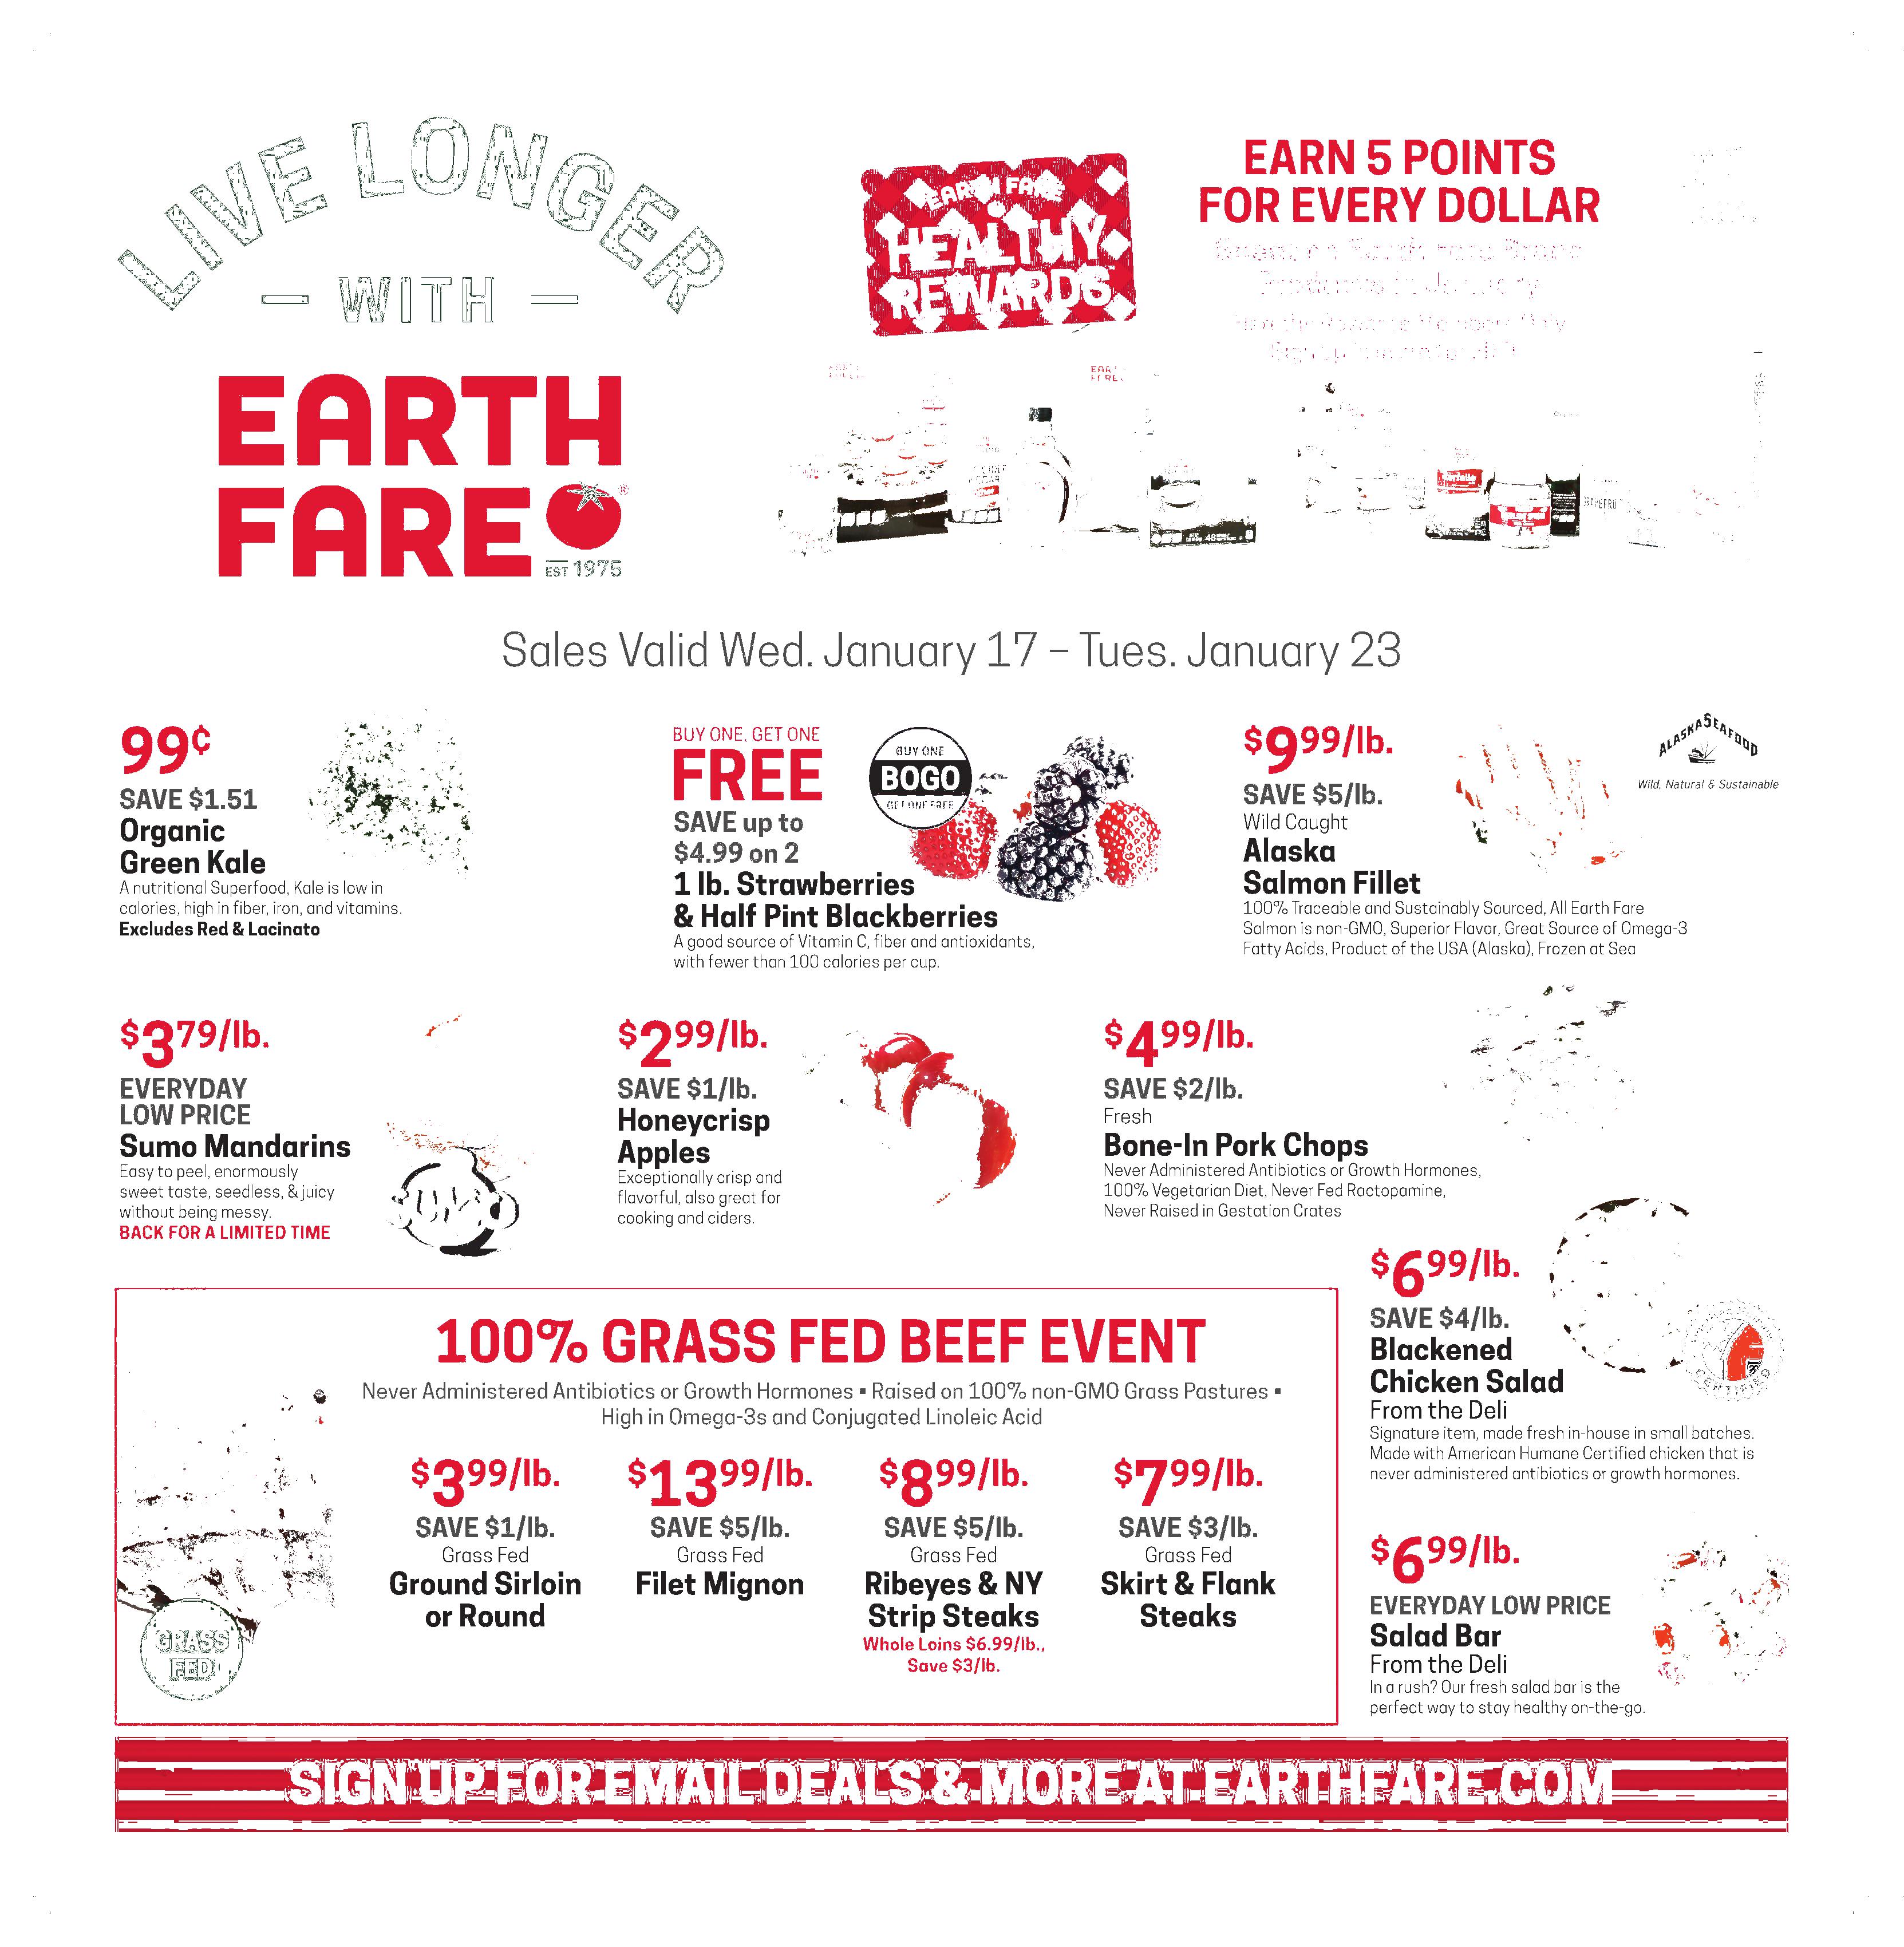 LIVE LONGER
WITH
EARTH
FARE
EST 1975
EARTH FARE
HEALTHY
REWARDS
EARN 5 POINTS
FOR EVERY DOLLAR
Sales Valid Wed. January 17 – Tues. January 23
99¢
SAVE $1.51
Organic
Green Kale
A nutritional Superfood, Kale is low in
calories, high in fiber, iron, and vitamins.
Excludes Red & Lacinato
BUY ONE, GET ONE
FREE
SAVE up to
$4.99 on 2
1 lb. Strawberries
& Half Pint Blackberries
A good source of Vitamin C, fiber and antioxidants,
with fewer than 100 calories per cup.
BUY ONE
BOGO
GET ONE FREE
$9.99/lb.
SAVE $5/lb.
Wild Caught
Alaska
Salmon Fillet
100% Traceable and Sustainably Sourced, All Earth Fare
Salmon is non-GMO, Superior Flavor, Great Source of Omega-3
Fatty Acids, Product of the USA (Alaska), Frozen at Sea
ALASKA SEAFOOD
Wild, Natural & Sustainable
$3.79/lb.
EVERYDAY
LOW PRICE
Sumo Mandarins
Easy to peel, enormously
sweet taste, seedless, & juicy
without being messy.
BACK FOR A LIMITED TIME
$2.99/lb.
SAVE $1/lb.
Honeycrisp
Apples
Exceptionally crisp and
flavorful, also great for
cooking and ciders.
$4.99/lb.
SAVE $2/lb.
Fresh
Bone-In Pork Chops
Never Administered Antibiotics or Growth Hormones,
100% Vegetarian Diet, Never Fed Ractopamine,
Never Raised in Gestation Crates
$6.99/lb.
SAVE $4/lb.
Blackened
Chicken Salad
From the Deli
Signature item, made fresh in-house in small batches.
Made with American Humane Certified chicken that is
never administered antibiotics or growth hormones.
CERTIFIED
100% GRASS FED BEEF EVENT
Never Administered Antibiotics or Growth Hormones ▪ Raised on 100% non-GMO Grass Pastures ▪
High in Omega-3s and Conjugated Linoleic Acid
$3.99/lb.
SAVE $1/lb.
Grass Fed
Ground Sirloin
or Round
$13.99/lb.
SAVE $5/lb.
Grass Fed
Filet Mignon
$8.99/lb.
SAVE $5/lb.
Grass Fed
Ribeyes & NY
Strip Steaks
Whole Loins $6.99/lb.,
Save $3/lb.
$7.99/lb.
SAVE $3/lb.
Grass Fed
Skirt & Flank
Steaks
GRASS
FED
$6.99/lb.
EVERYDAY LOW PRICE
Salad Bar
From the Deli
In a rush? Our fresh salad bar is the
perfect way to stay healthy on-the-go.
SIGN UP FOR EMAIL DEALS & MORE AT EARTHFARE.COM